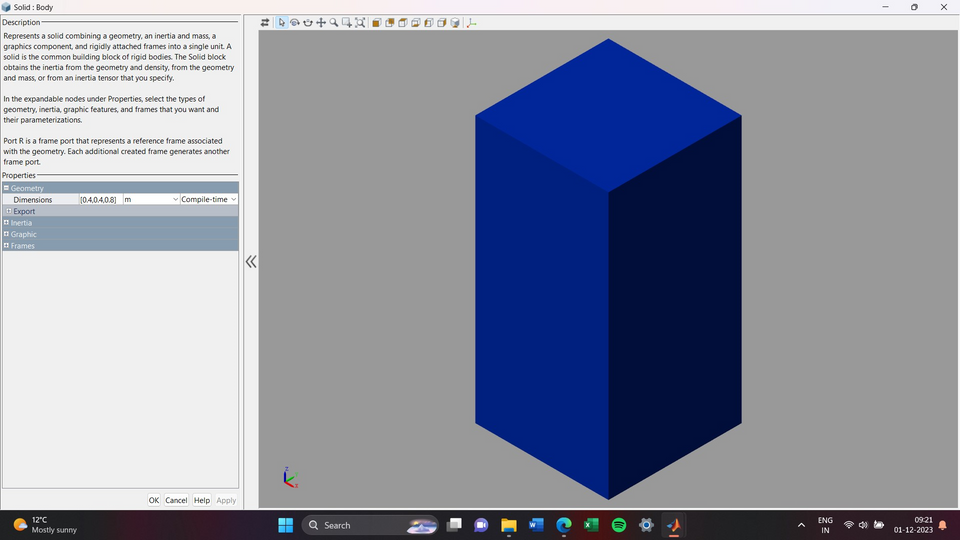 Solid : Body
Description
Represents a solid combining a geometry, an inertia and mass, a
graphics component, and rigidly attached frames into a single unit. A
solid is the common building block of rigid bodies. The Solid block
obtains the inertia from the geometry and density, from the geometry
and mass, or from an inertia tensor that you specify.
In the expandable nodes under Properties, select the types of
geometry, inertia, graphic features, and frames that you want and
their parameterizations.
Port R is a frame port that represents a reference frame associated
with the geometry. Each additional created frame generates another
frame port.
Properties
Geometry
Dimensions [0.4,0.4,0.8] m Compile-time
Export
Inertia
Graphic
Frames
OK Cancel Help Apply
Z
Y
X
12°C
Mostly sunny
Search
ENG
IN
09:21
01-12-2023